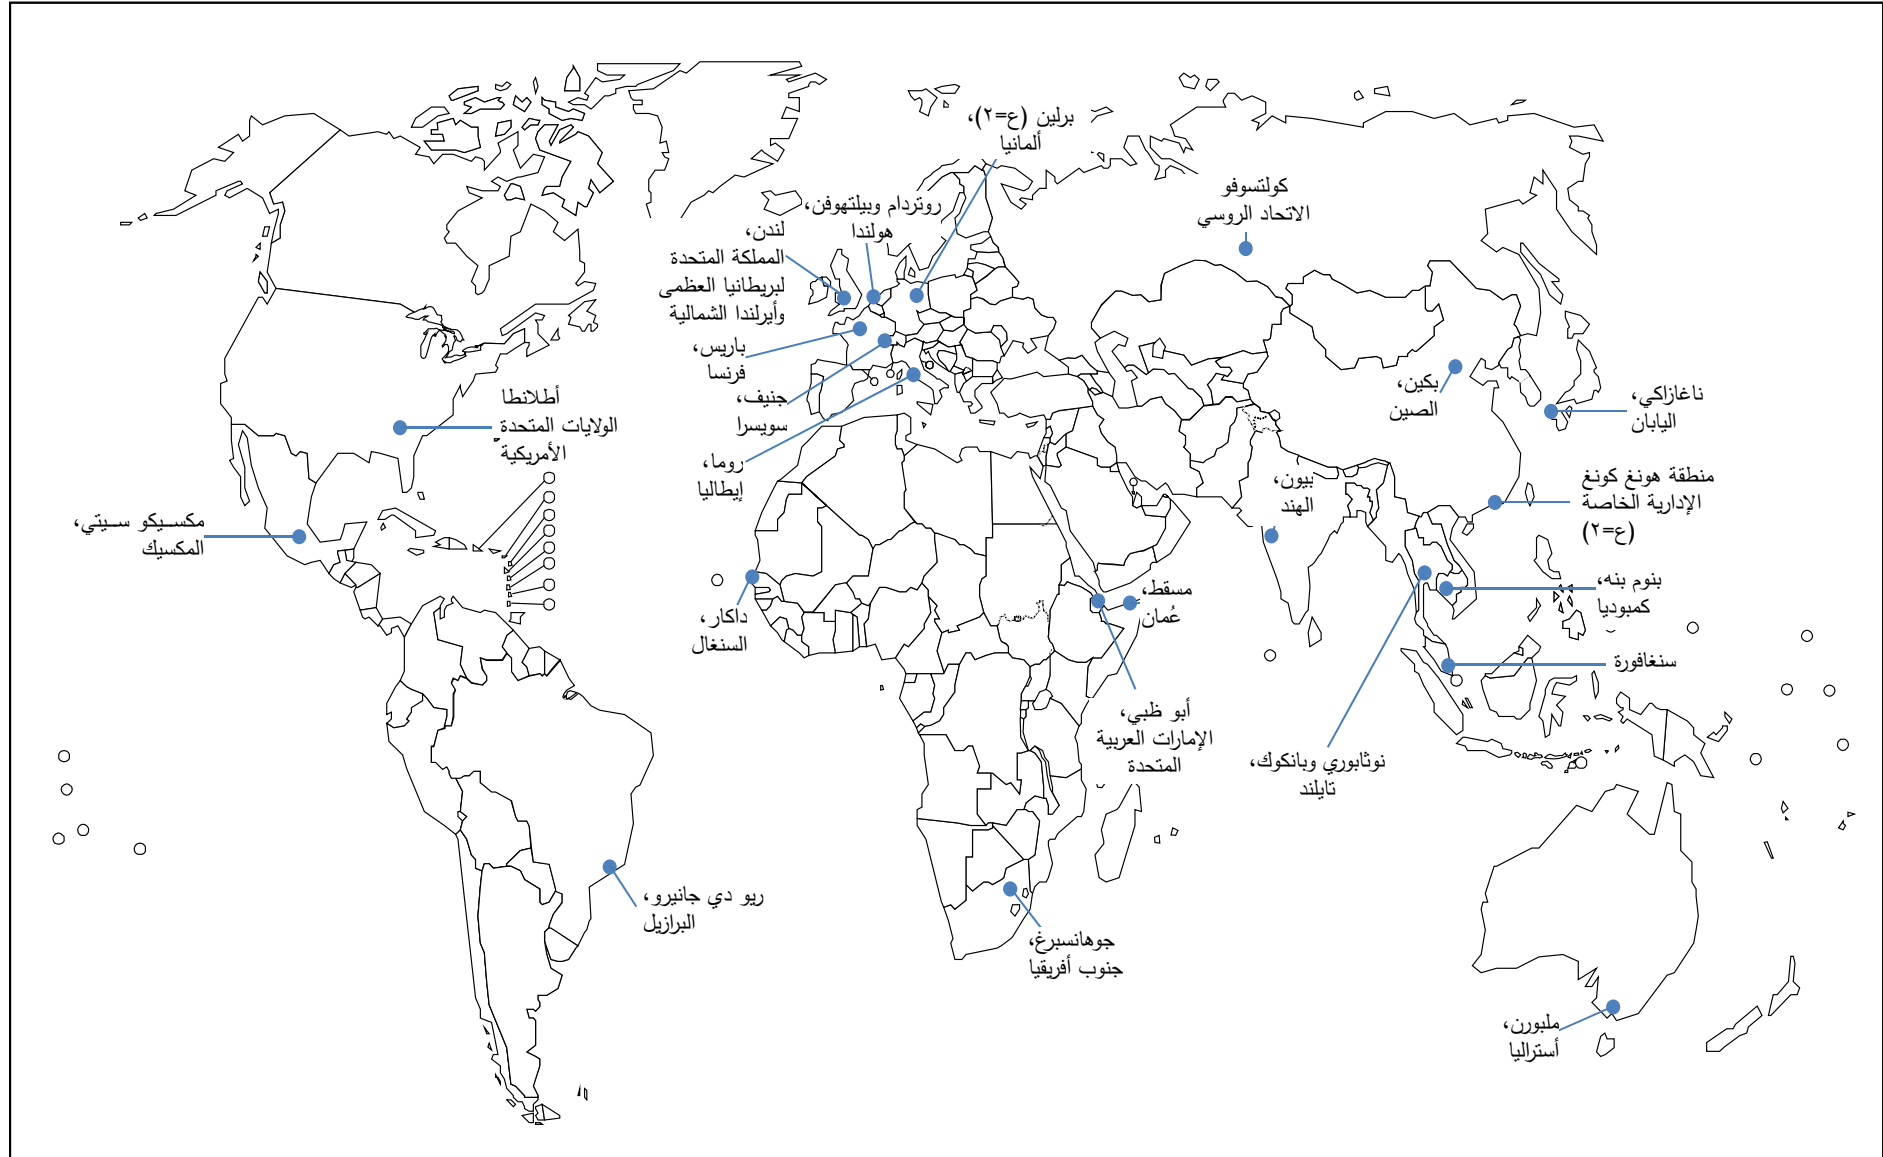 برلين (ع=٢)،
ألمانيا
كولتسوفو
الاتحاد الروسي
روتردام وبيلتهوفن،
هولندا
لندن،
المملكة المتحدة
لبريطانيا العظمى
وأيرلندا الشمالية
باريس،
فرنسا
جنيف،
سويسرا
روما،
إيطاليا
أطلانطا
الولايات المتحدة
الأمريكية
مكسيكو سيتي،
المكسيك
بكين،
الصين
ناغازاكي،
اليابان
منطقة هونغ كونغ
الإدارية الخاصة
(ع=٢)
بيون،
الهند
بنوم بنه،
كمبوديا
مسقط،
عُمان
داكار،
السنغال
سنغافورة
أبو ظبي،
الإمارات العربية
المتحدة
نوثابوري وبانكوك،
تايلند
ريو دي جانيرو،
البرازيل
جوهانسبرغ،
جنوب أفريقيا
ملبورن،
أستراليا